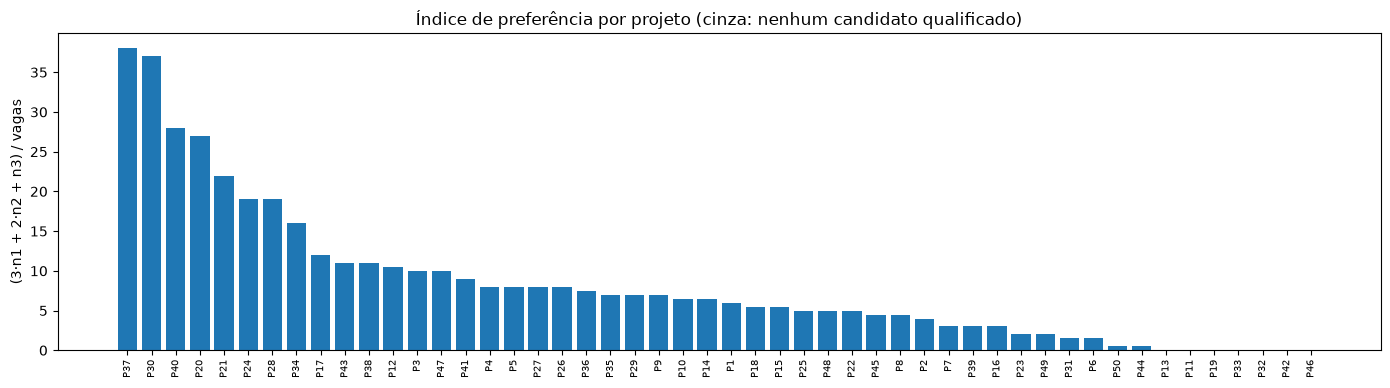 Índice de preferência por projeto (cinza: nenhum candidato qualificado)
(3·n1 + 2·n2 + n3) / vagas
35
30
25
20
15
10
5
0
P37 P30 P40 P20 P21 P24 P28 P34 P17 P43 P38 P12 P3 P47 P41 P4 P5 P27 P26 P36 P35 P29 P9 P10 P14 P1 P18 P15 P25 P48 P22 P45 P8 P2 P7 P39 P16 P23 P49 P31 P6 P50 P44 P13 P11 P19 P33 P32 P42 P46